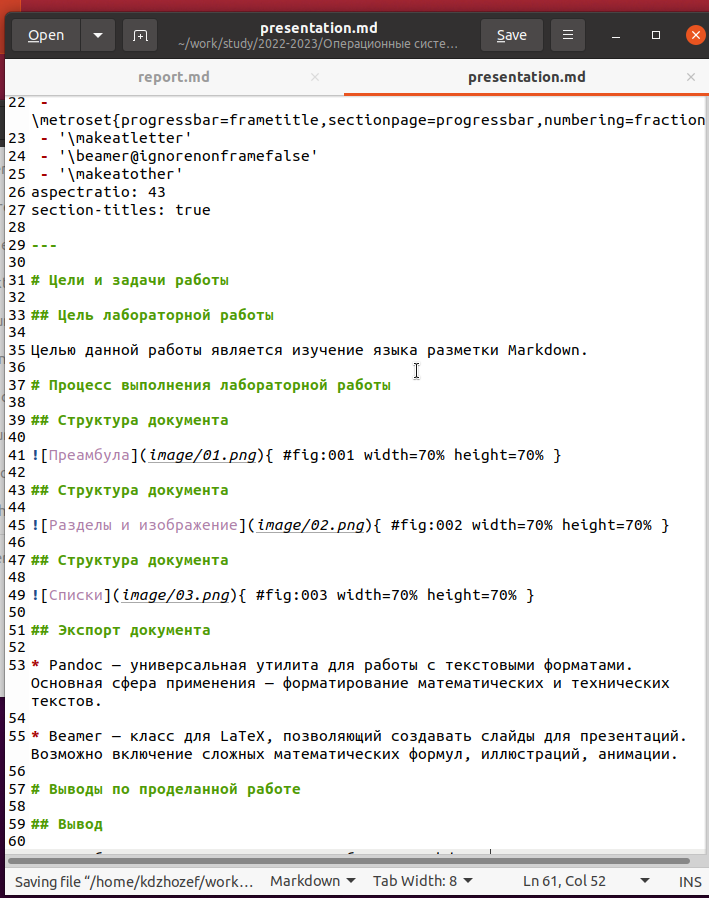 Open
presentation.md
~/work/study/2022-2023/Операционные систе…
Save
report.md
presentation.md
22 -
\metroset{progressbar=frametitle,sectionpage=progressbar,numbering=fraction
23 - '\makeatletter'
24 - '\beamer@ignorenonframefalse'
25 - '\makeatother'
26 aspectratio: 43
27 section-titles: true
28
29 ---
30
31 # Цели и задачи работы
32
33 ## Цель лабораторной работы
34
35 Целью данной работы является изучение языка разметки Markdown.
36
37 # Процесс выполнения лабораторной работы
38
39 ## Структура документа
40
41 ![Преамбула](image/01.png){ #fig:001 width=70% height=70% }
42
43 ## Структура документа
44
45 ![Разделы и изображение](image/02.png){ #fig:002 width=70% height=70% }
46
47 ## Структура документа
48
49 ![Списки](image/03.png){ #fig:003 width=70% height=70% }
50
51 ## Экспорт документа
52
53 * Pandoc — универсальная утилита для работы с текстовыми форматами.
Основная сфера применения — форматирование математических и технических
текстов.
54
55 * Beamer — класс для LaTeX, позволяющий создавать слайды для презентаций.
Возможно включение сложных математических формул, иллюстраций, анимации.
56
57 # Выводы по проделанной работе
58
59 ## Вывод
60
Saving file “/home/kdzhozef/work…
Markdown
Tab Width: 8
Ln 61, Col 52
INS